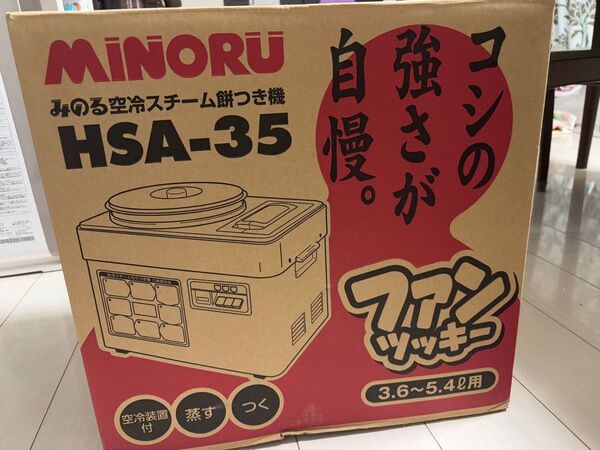 MiNORU
みのる空冷スチーム餅つき機
HSA-35
コシの
強さが
自慢。
ファン
ツッキー
3.6〜5.4ℓ用
空冷装置
付
蒸す
つく